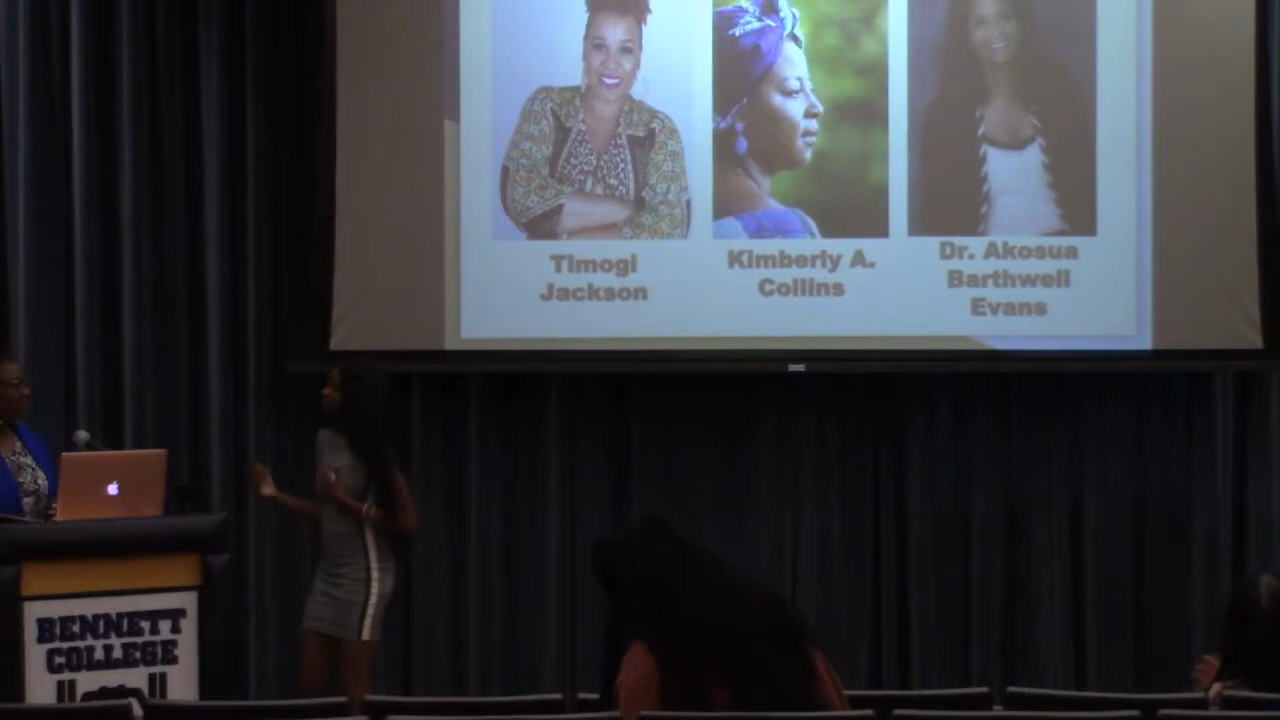 Timogi
Jackson
Kimberly A.
Collins
Dr. Akosua
Barthwell
Evans
BENNETT
COLLEGE